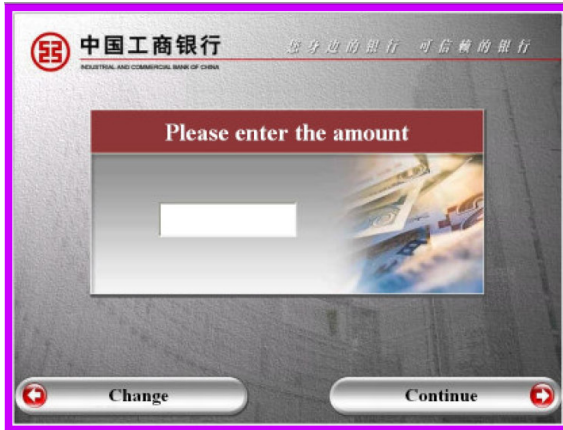 中国工商银行
INDUSTRIAL AND COMMERCIAL BANK OF CHINA
您身边的银行 可信赖的银行
Please enter the amount
Change
Continue